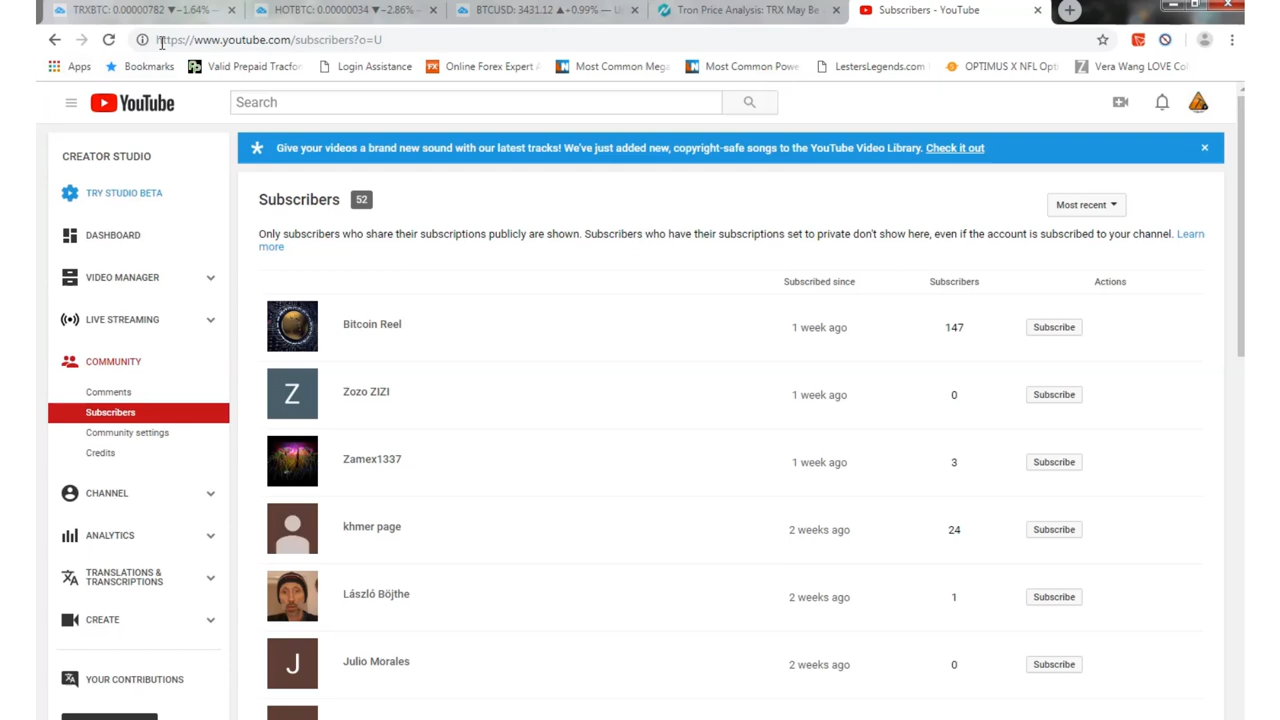 TRXBTC: 0.00000782 ▼−1.64% —
HOTBTC: 0.00000034 ▼−2.86% —
BTCUSD: 3431.12 ▲+0.99% —
Tron Price Analysis: TRX May Be
Subscribers - YouTube
https://www.youtube.com/subscribers?o=U
Apps
Bookmarks
Valid Prepaid Tracfor
Login Assistance
Online Forex Expert A
Most Common Mega
Most Common Powe
LestersLegends.com
OPTIMUS X NFL Opti
Vera Wang LOVE Col
YouTube
Search
CREATOR STUDIO
TRY STUDIO BETA
DASHBOARD
VIDEO MANAGER
LIVE STREAMING
COMMUNITY
Comments
Subscribers
Community settings
Credits
CHANNEL
ANALYTICS
TRANSLATIONS &
TRANSCRIPTIONS
CREATE
YOUR CONTRIBUTIONS
Give your videos a brand new sound with our latest tracks! We've just added new, copyright-safe songs to the YouTube Video Library. Check it out
Subscribers 52
Most recent
Only subscribers who share their subscriptions publicly are shown. Subscribers who have their subscriptions set to private don't show here, even if the account is subscribed to your channel. Learn
more
Subscribed since Subscribers Actions
Bitcoin Reel 1 week ago 147 Subscribe
Z Zozo ZIZI 1 week ago 0 Subscribe
Zamex1337 1 week ago 3 Subscribe
khmer page 2 weeks ago 24 Subscribe
László Böjthe 2 weeks ago 1 Subscribe
J Julio Morales 2 weeks ago 0 Subscribe